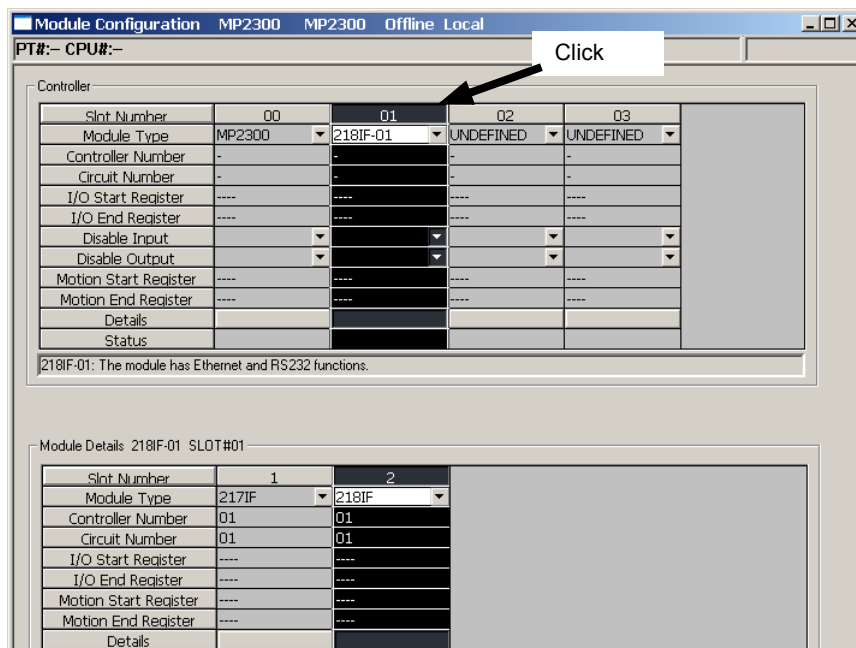 Module Configuration MP2300 MP2300 Offline Local
PT#:– CPU#:–
Click
Controller
Slot Number 00 01 02 03
Module Type MP2300 218IF-01 UNDEFINED UNDEFINED
Controller Number - - - -
Circuit Number - - - -
I/O Start Register ---- ---- ---- ----
I/O End Register ---- ---- ---- ----
Disable Input
Disable Output
Motion Start Register ---- ---- ---- ----
Motion End Register ---- ---- ---- ----
Details
Status
218IF-01: The module has Ethernet and RS232 functions.
Module Details 218IF-01 SLOT#01
Slot Number 1 2
Module Type 217IF 218IF
Controller Number 01 01
Circuit Number 01 01
I/O Start Register ---- ----
I/O End Register ---- ----
Motion Start Register ---- ----
Motion End Register ---- ----
Details